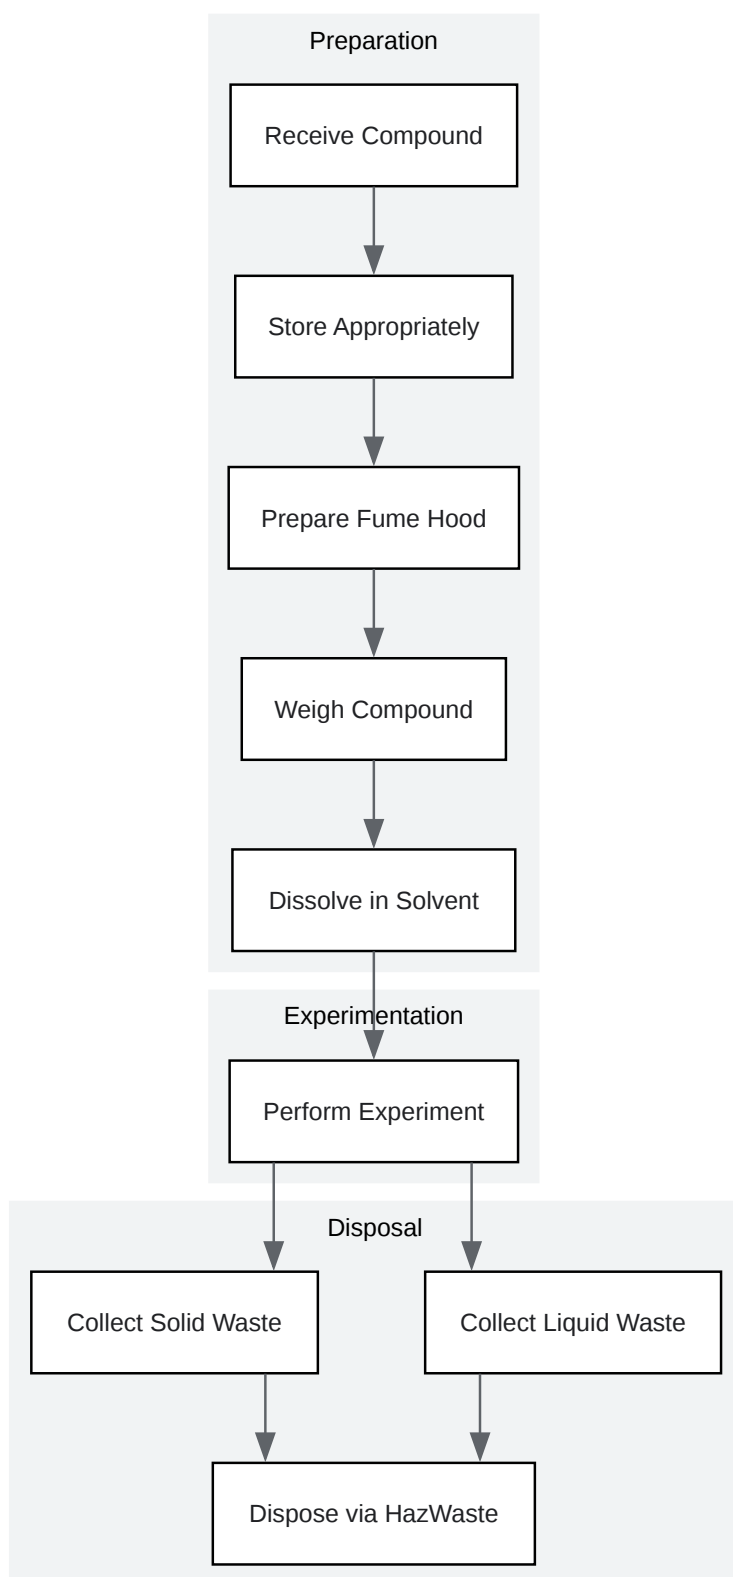 Preparation
Receive Compound
Store Appropriately
Prepare Fume Hood
Weigh Compound
Dissolve in Solvent
Experimentation
Perform Experiment
Disposal
Collect Solid Waste
Collect Liquid Waste
Dispose via HazWaste